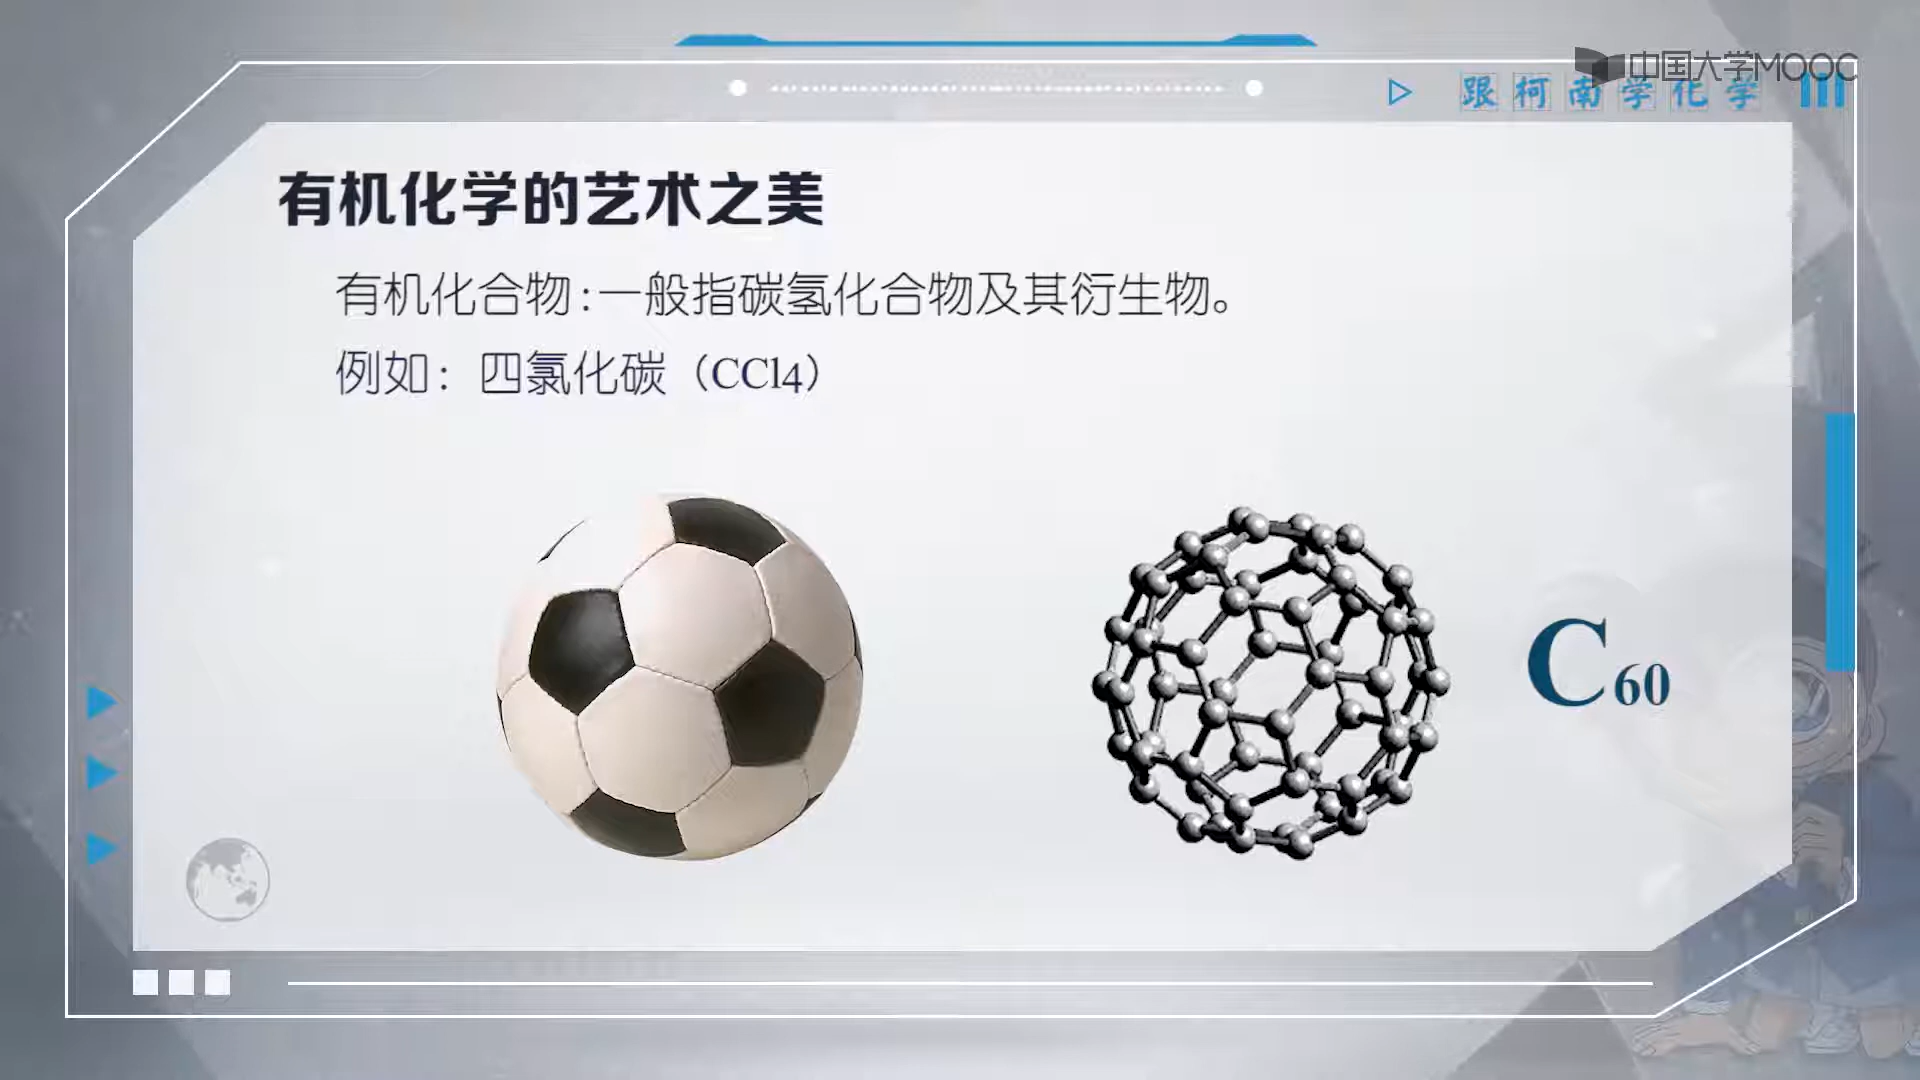 中国大学MOOC
跟柯南学化学
有机化学的艺术之美
有机化合物:一般指碳氢化合物及其衍生物。
例如：四氯化碳（CCl4）
C60